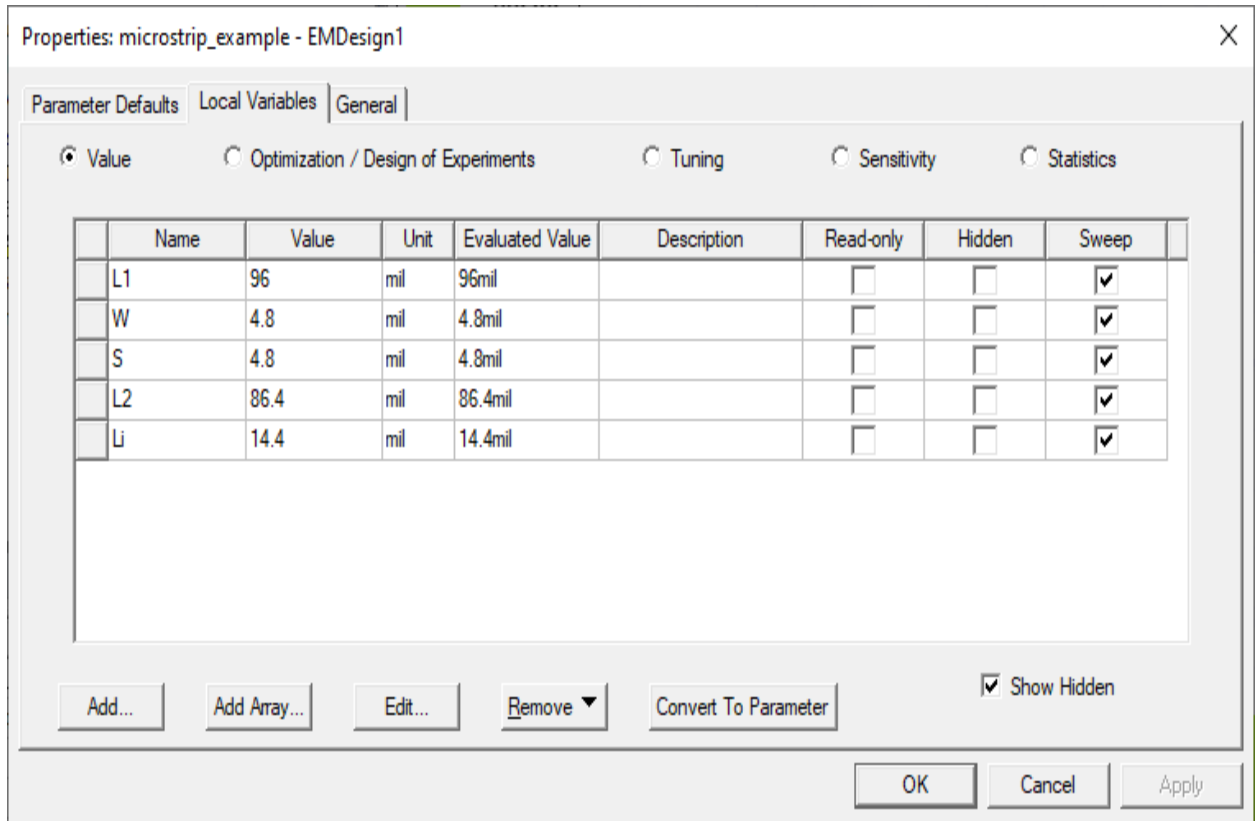 Properties: microstrip_example - EMDesign1
Parameter Defaults Local Variables General
Value Optimization / Design of Experiments Tuning Sensitivity Statistics
Name Value Unit Evaluated Value Description Read-only Hidden Sweep
L1 96 mil 96mil
W 4.8 mil 4.8mil
S 4.8 mil 4.8mil
L2 86.4 mil 86.4mil
Li 14.4 mil 14.4mil
Show Hidden
Add... Add Array... Edit... Remove Convert To Parameter
OK Cancel Apply